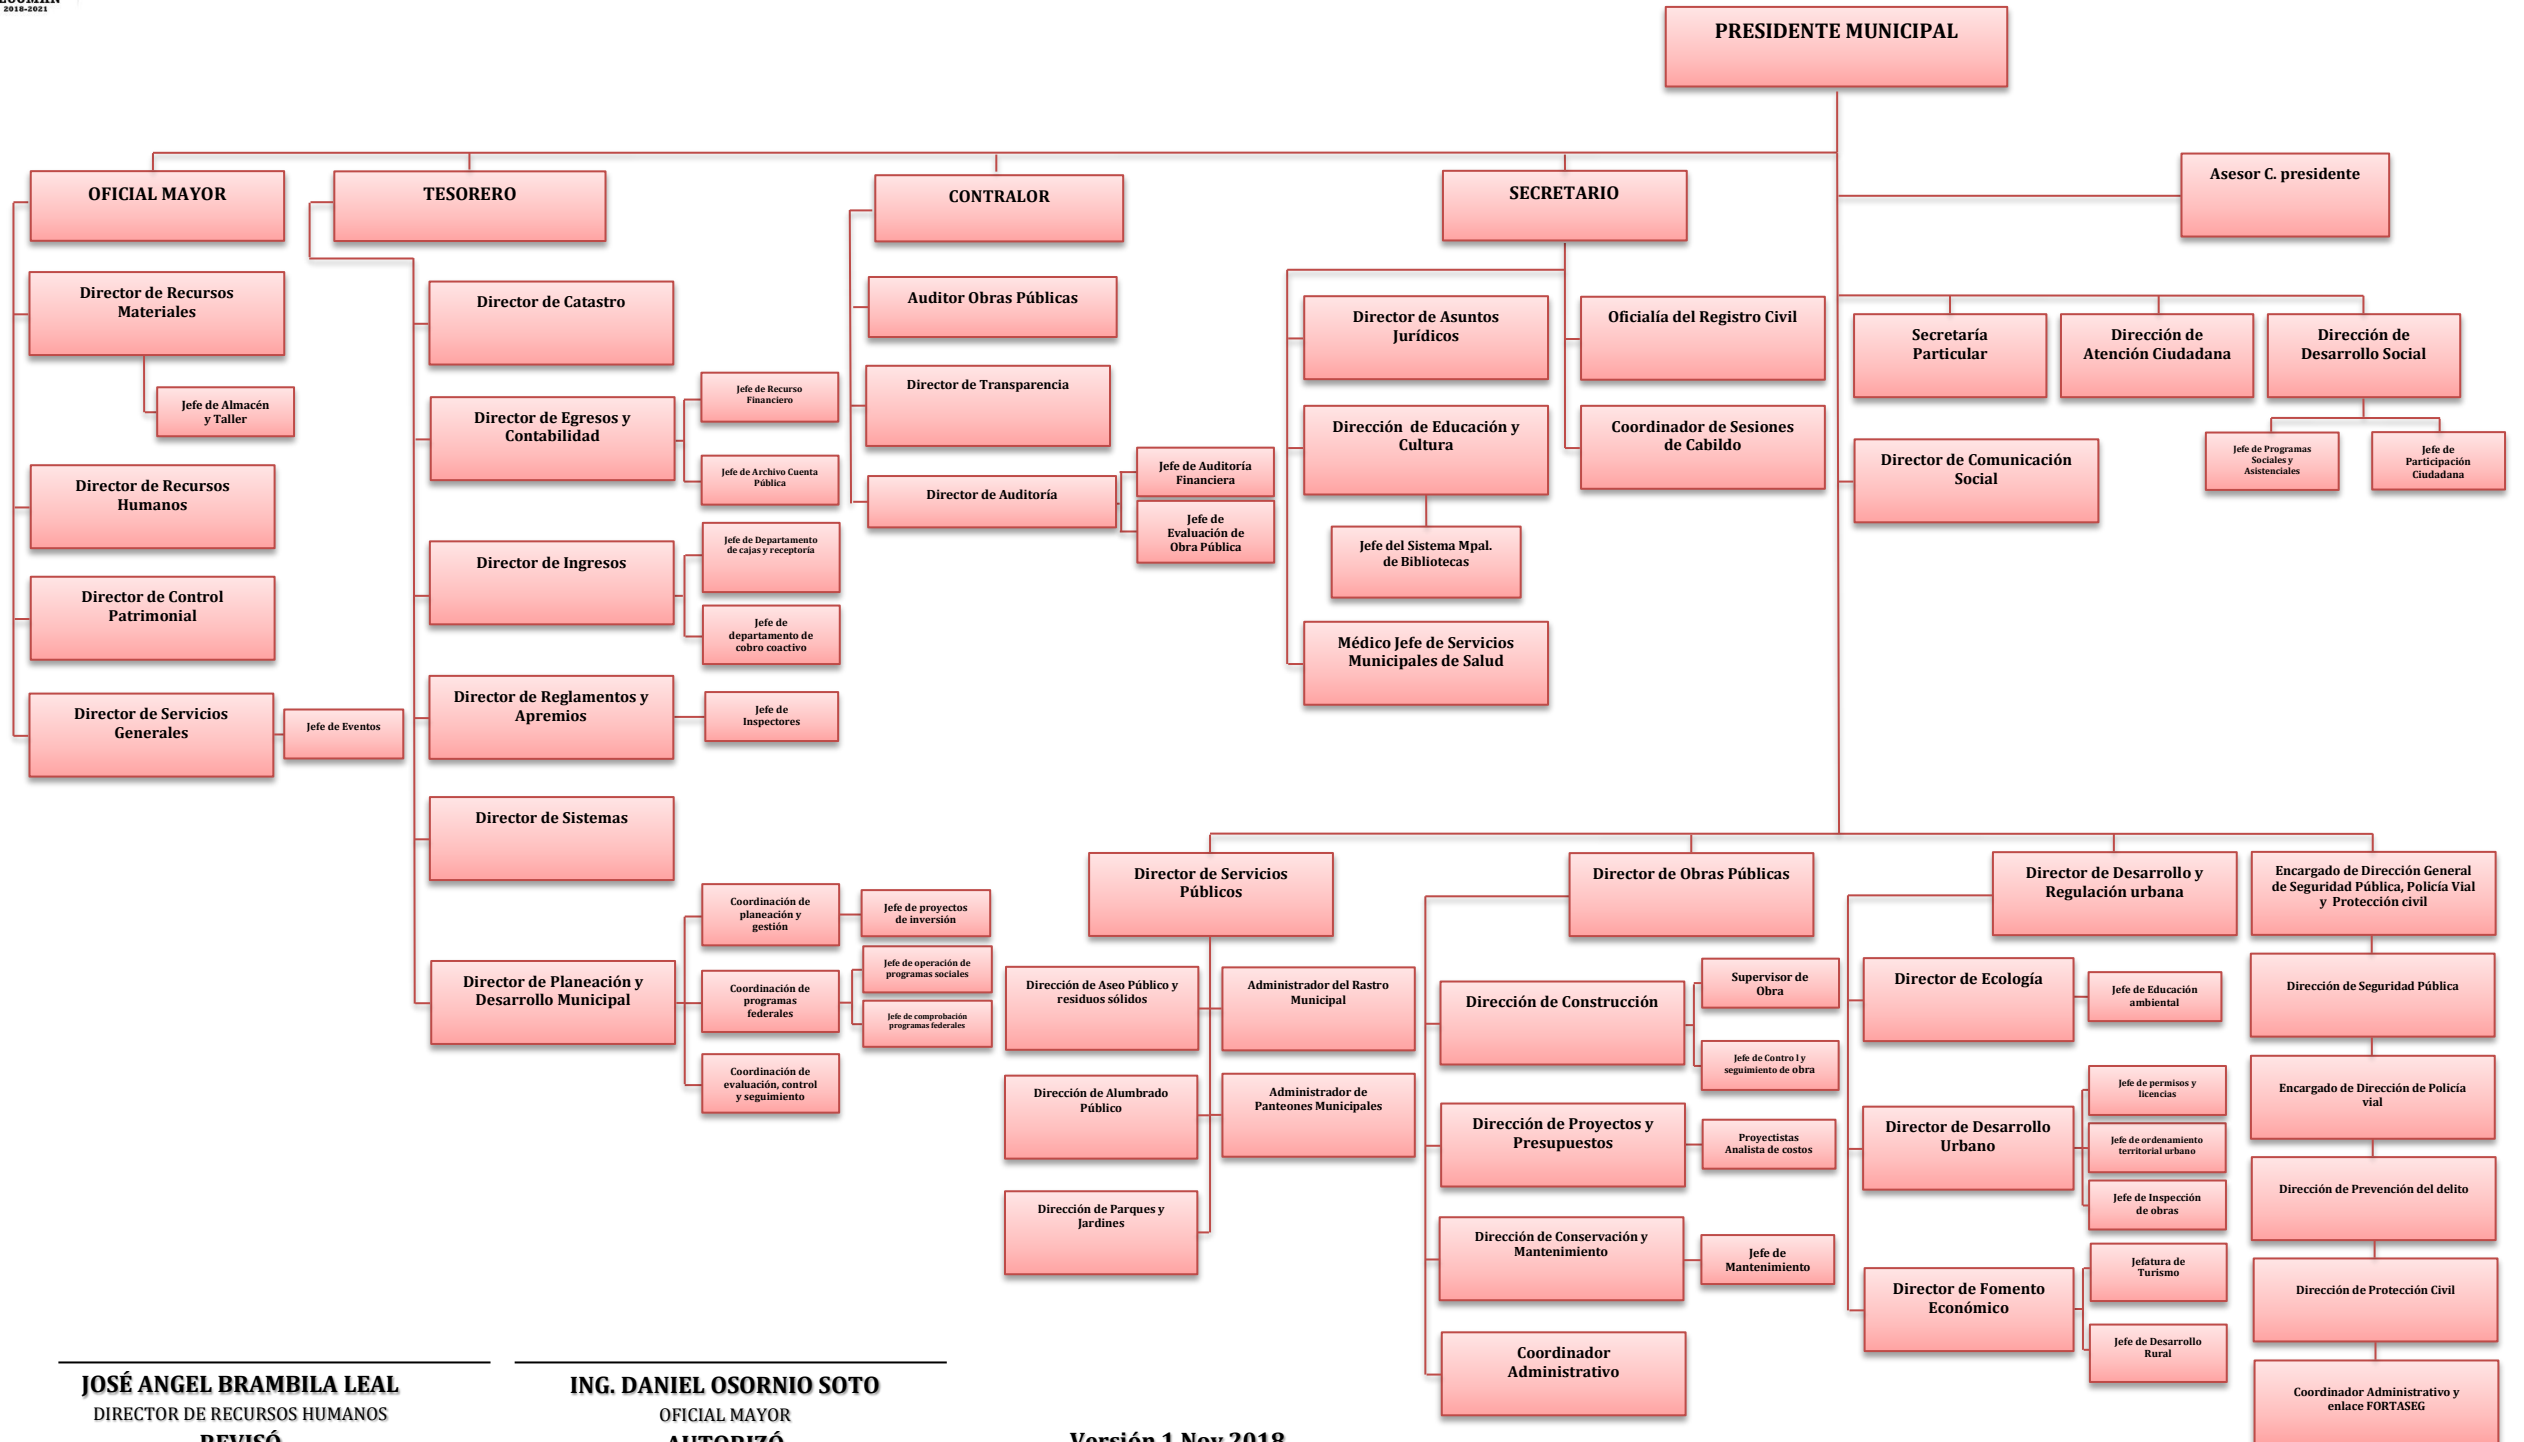 2018-2021
PRESIDENTE MUNICIPAL
OFICIAL MAYOR
TESORERO
CONTRALOR
SECRETARIO
Asesor C. presidente
Director de Recursos
Materiales
Jefe de Almacén
y Taller
Director de Recursos
Humanos
Director de Control
Patrimonial
Director de Servicios
Generales
Jefe de Eventos
Director de Catastro
Director de Egresos y
Contabilidad
Jefe de Recurso
Financiero
Jefe de Archivo Cuenta
Pública
Director de Ingresos
Jefe de Departamento
de cajas y receptoría
Jefe de
departamento de
cobro coactivo
Director de Reglamentos y
Apremios
Jefe de
Inspectores
Director de Sistemas
Director de Planeación y
Desarrollo Municipal
Coordinación de
planeación y
gestión
Jefe de proyectos
de inversión
Coordinación de
programas
federales
Jefe de operación de
programas sociales
Jefe de comprobación
programas federales
Coordinación de
evaluación, control
y seguimiento
Auditor Obras Públicas
Director de Transparencia
Director de Auditoría
Jefe de Auditoría
Financiera
Jefe de
Evaluación de
Obra Pública
Director de Asuntos
Jurídicos
Oficialía del Registro Civil
Dirección de Educación y
Cultura
Coordinador de Sesiones
de Cabildo
Jefe del Sistema Mpal.
de Bibliotecas
Médico Jefe de Servicios
Municipales de Salud
Secretaría
Particular
Dirección de
Atención Ciudadana
Dirección de
Desarrollo Social
Director de Comunicación
Social
Jefe de Programas
Sociales y
Asistenciales
Jefe de
Participación
Ciudadana
Director de Servicios
Públicos
Dirección de Aseo Público y
residuos sólidos
Administrador del Rastro
Municipal
Dirección de Alumbrado
Público
Administrador de
Panteones Municipales
Dirección de Parques y
Jardines
Director de Obras Públicas
Dirección de Construcción
Supervisor de
Obra
Jefe de Contro l y
seguimiento de obra
Dirección de Proyectos y
Presupuestos
Proyectistas
Analista de costos
Dirección de Conservación y
Mantenimiento
Jefe de
Mantenimiento
Coordinador
Administrativo
Director de Desarrollo y
Regulación urbana
Director de Ecología
Jefe de Educación
ambiental
Director de Desarrollo
Urbano
Jefe de permisos y
licencias
Jefe de ordenamiento
territorial urbano
Jefe de Inspección
de obras
Director de Fomento
Económico
Jefatura de
Turismo
Jefe de Desarrollo
Rural
Encargado de Dirección General
de Seguridad Pública, Policía Vial
y Protección civil
Dirección de Seguridad Pública
Encargado de Dirección de Policía
vial
Dirección de Prevención del delito
Dirección de Protección Civil
Coordinador Administrativo y
enlace FORTASEG
JOSÉ ANGEL BRAMBILA LEAL
DIRECTOR DE RECURSOS HUMANOS
REVISÓ
ING. DANIEL OSORNIO SOTO
OFICIAL MAYOR
AUTORIZÓ
Versión 1 Nov 2018